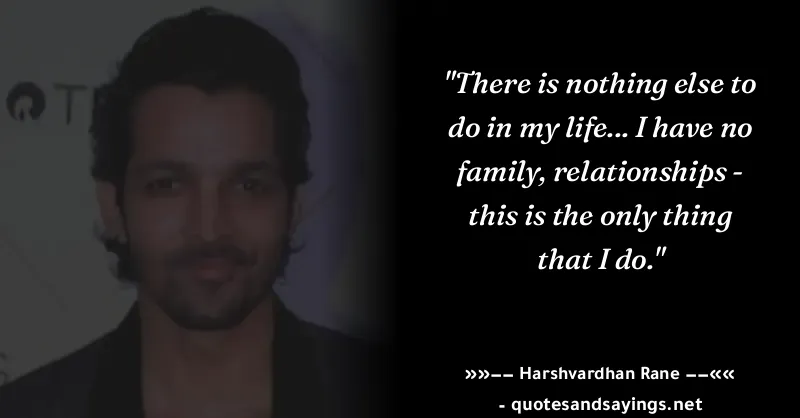 "There is nothing else to
do in my life... I have no
family, relationships -
this is the only thing
that I do."
»»–– Harshvardhan Rane ––««
- quotesandsayings.net